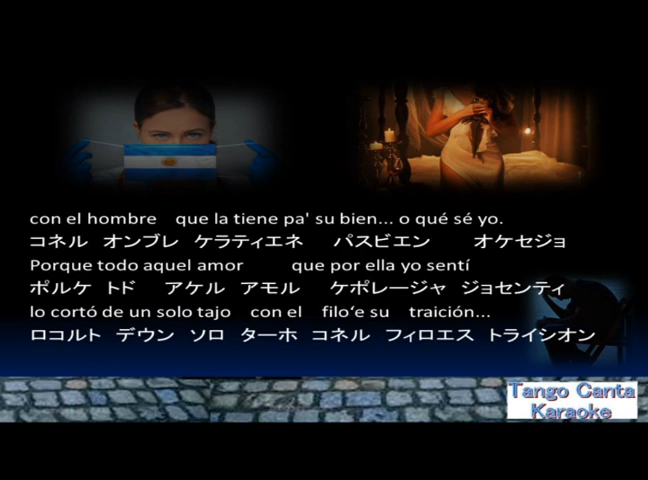 con el hombre que la tiene pa' su bien... o qué sé yo.
コネル オンブレ ケラティエネ パスビエン オケセジョ
Porque todo aquel amor que por ella yo sentí
ポルケ トド アケル アモル ケポレージャ ジョセンティ
lo cortó de un solo tajo con el filo‘e su traición...
ロコルト デウン ソロ ターホ コネル フィロエス トライシオン
Tango Canta
Karaoke